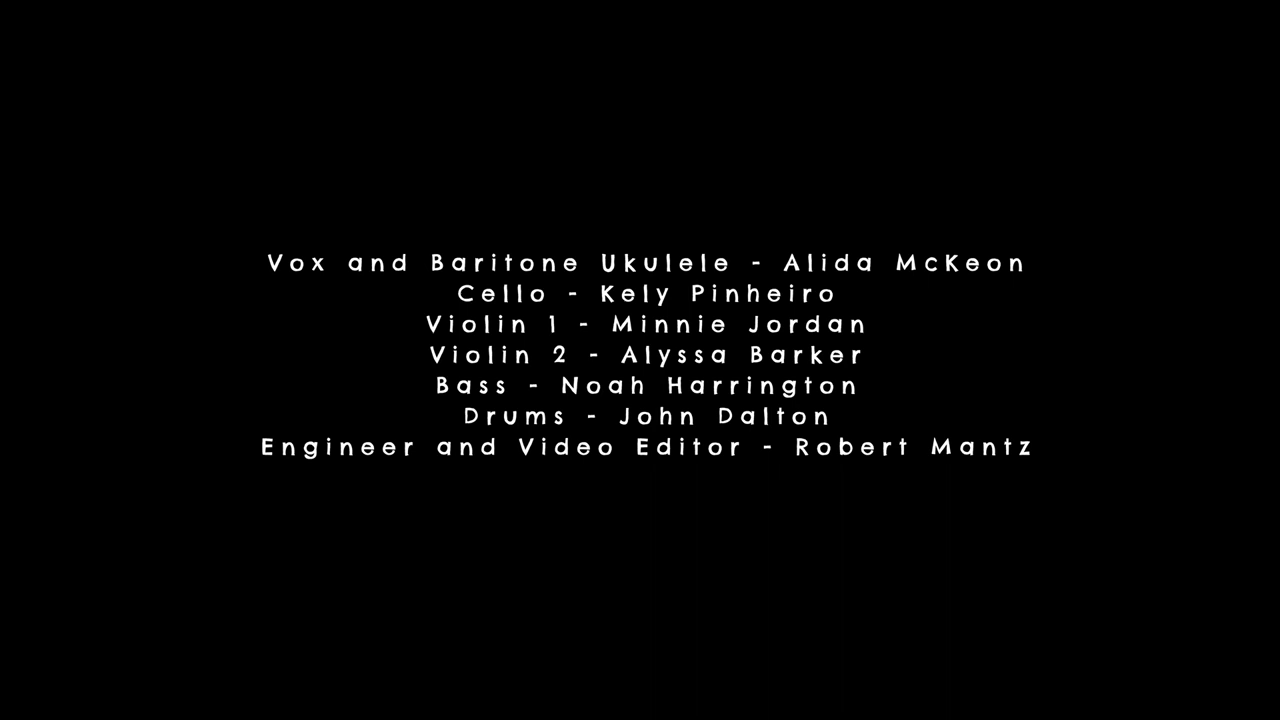 Vox and Baritone Ukulele - Alida McKeon
Cello - Kely Pinheiro
Violin 1 - Minnie Jordan
Violin 2 - Alyssa Barker
Bass - Noah Harrington
Drums - John Dalton
Engineer and Video Editor - Robert Mantz